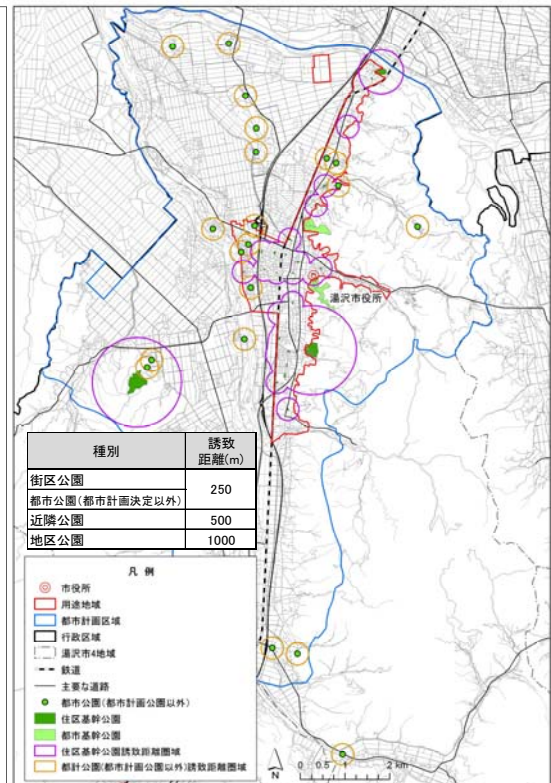 湯沢市役所
種別 誘致距離(m)
街区公園 250
都市公園(都市計画決定以外)
近隣公園 500
地区公園 1000
凡 例
市役所
用途地域
都市計画区域
行政区域
湯沢市4地域
鉄道
主要な道路
都市公園(都市計画公園以外)
住区基幹公園
都市基幹公園
住区基幹公園誘致距離圏域
都計公園(都市計画公園以外)誘致距離圏域
N
0 0.5 1 2 km